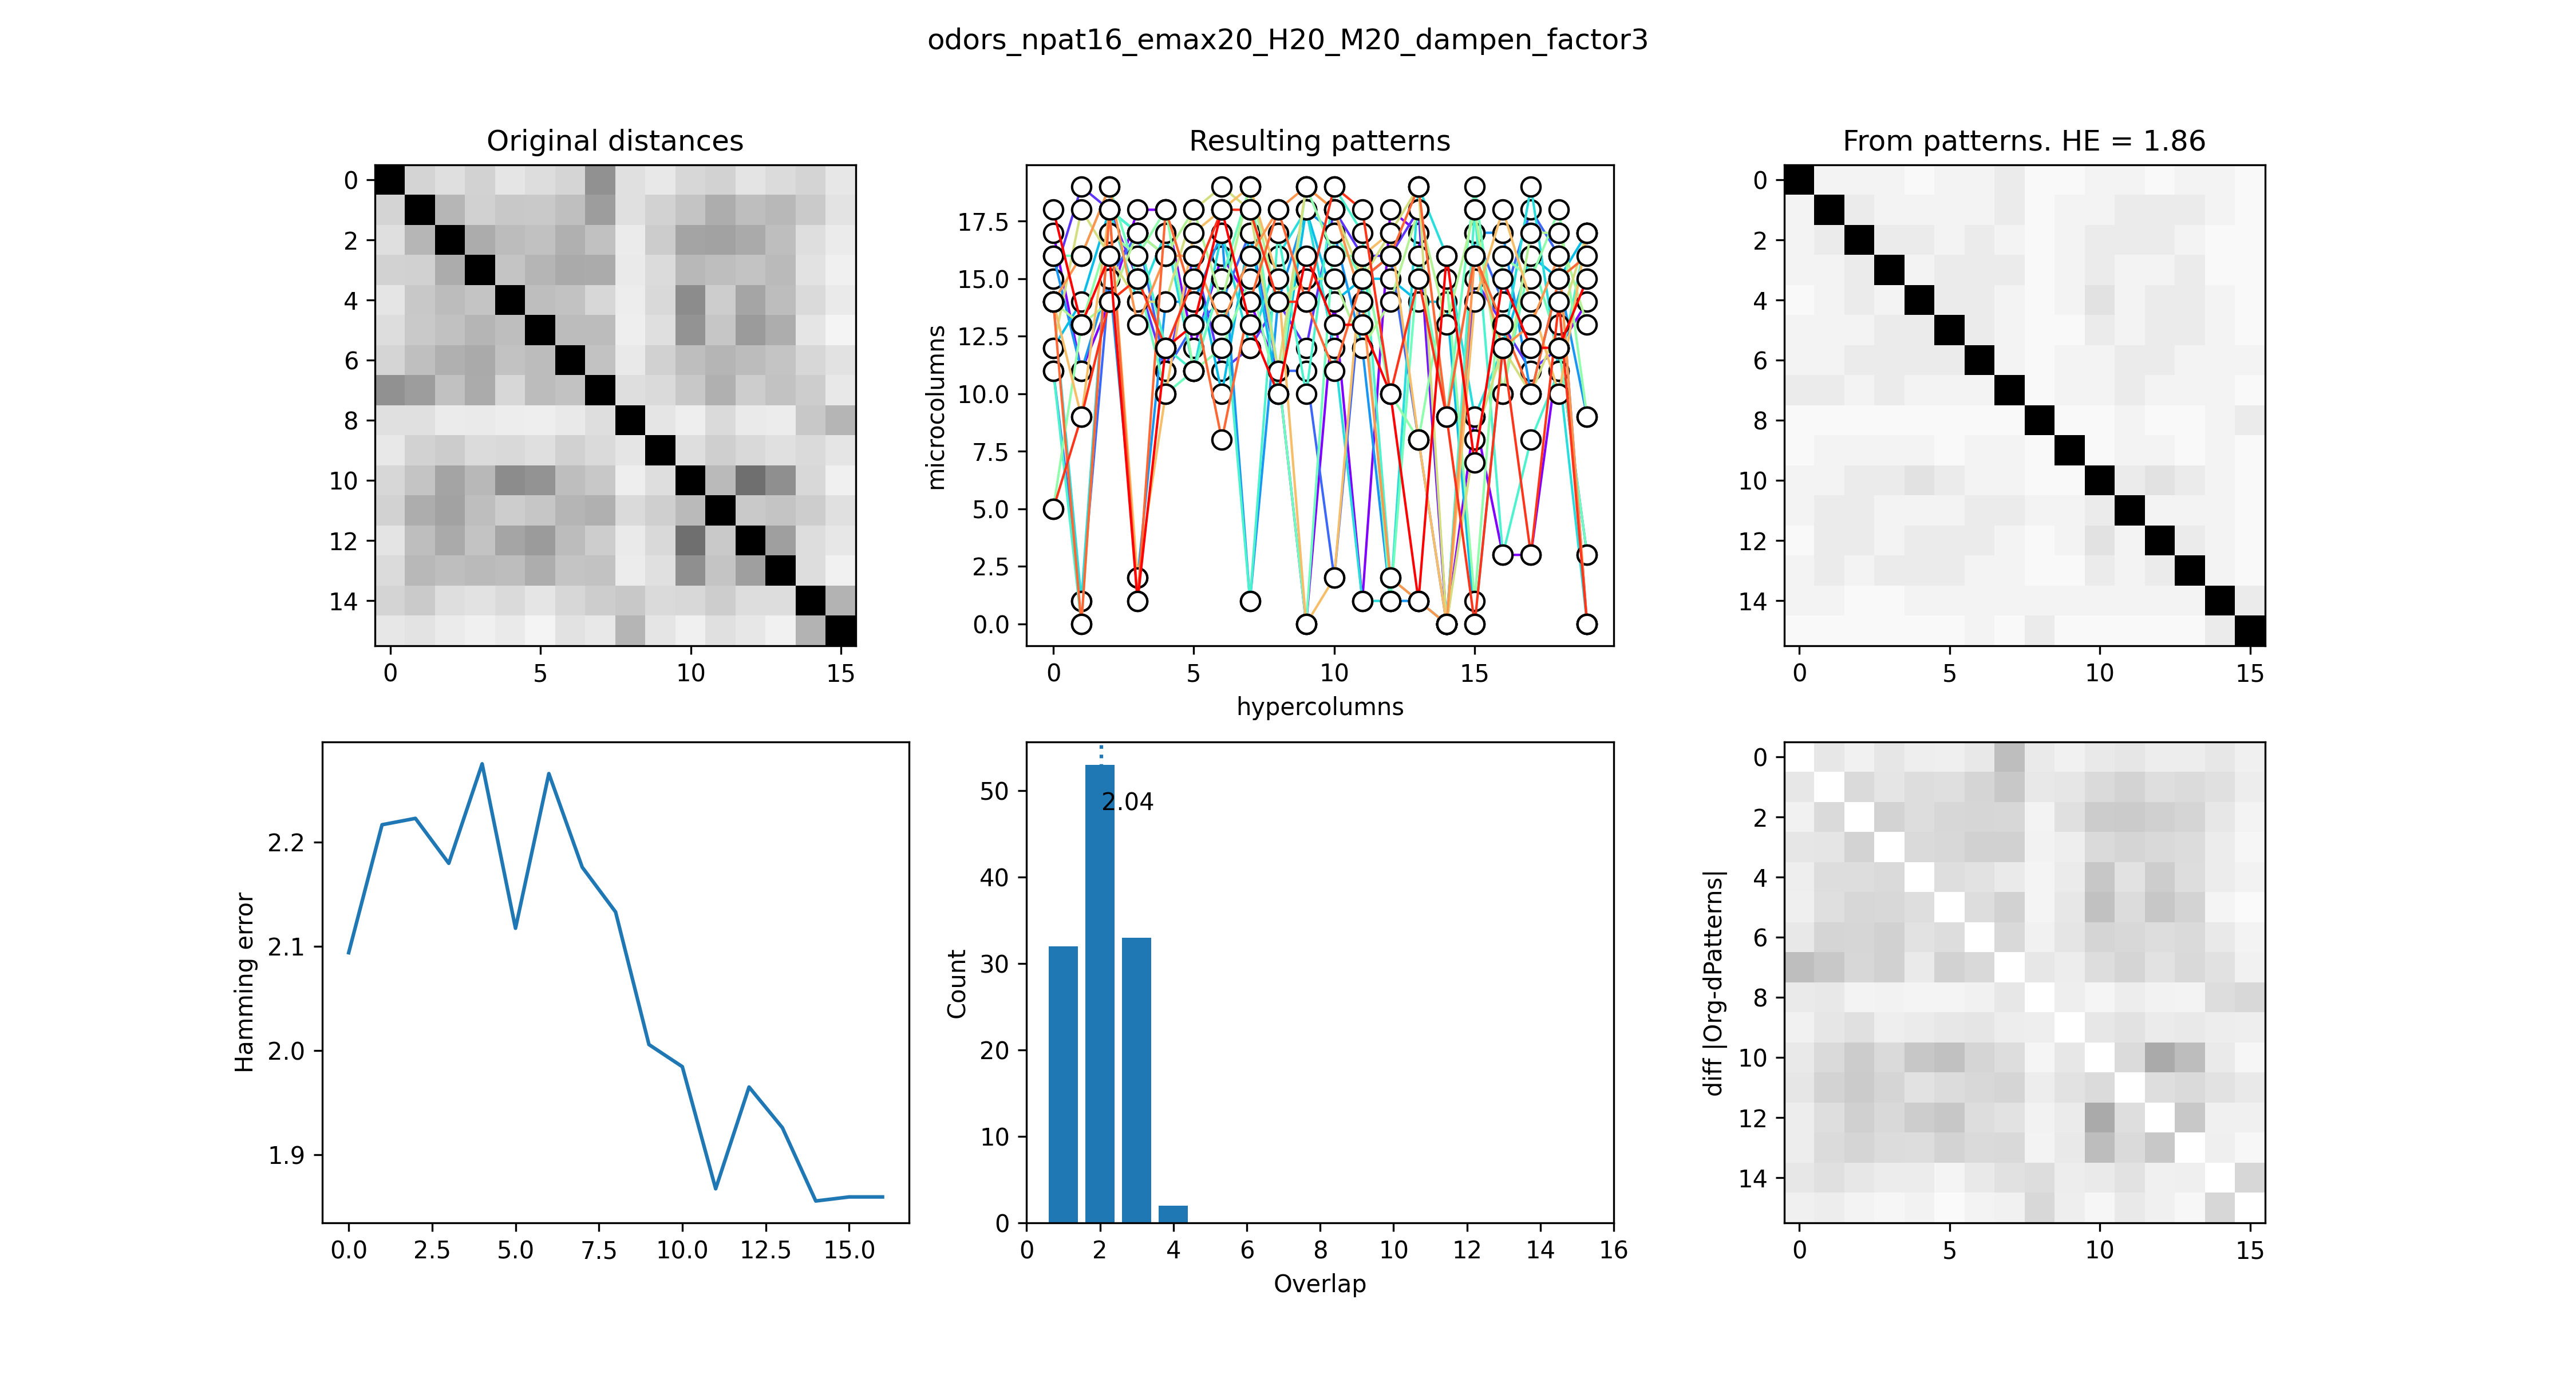 odors_npat16_emax20_H20_M20_dampen_factor3
Original distances
0
2
4
6
8
10
12
14
0 5 10 15
Resulting patterns
microcolumns
17.5
15.0
12.5
10.0
7.5
5.0
2.5
0.0
0 5 10 15
hypercolumns
From patterns. HE = 1.86
0
2
4
6
8
10
12
14
0 5 10 15
Hamming error
2.2
2.1
2.0
1.9
0.0 2.5 5.0 7.5 10.0 12.5 15.0
Count
50
40
30
20
10
0
2.04
0 2 4 6 8 10 12 14 16
Overlap
diff |Org-dPatterns|
0
2
4
6
8
10
12
14
0 5 10 15